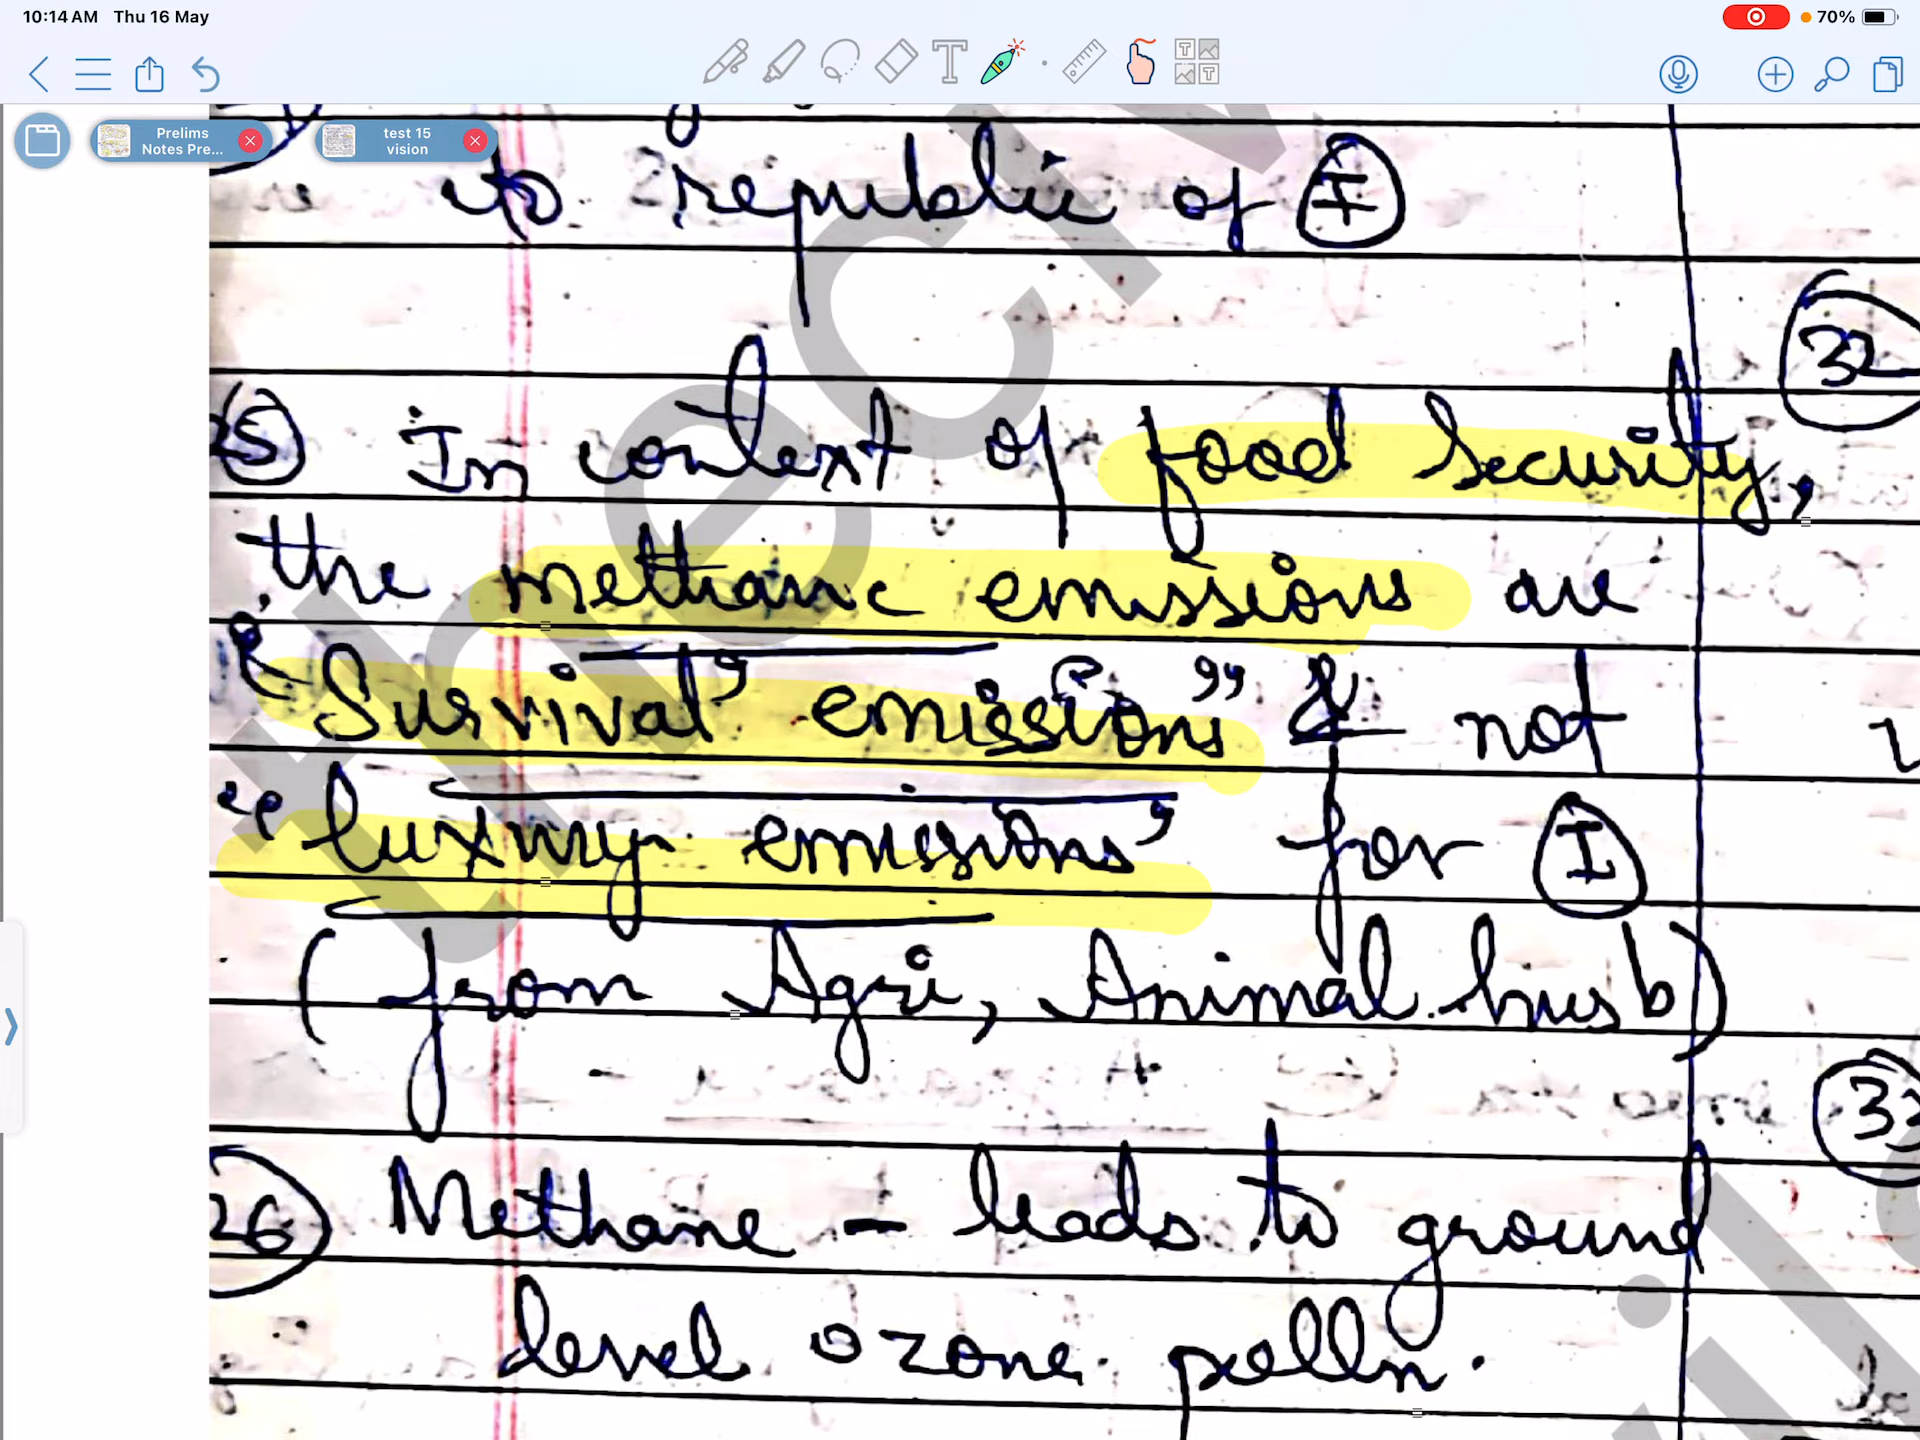 10:14 AM Thu 16 May
70%
Prelims
Notes Pre...
test 15
vision
to republic of I
32
25 In context of food security,
the methane emissions are
"Survival" emissions" & not
"luxury emissions" for I
(from Agri, Animal husb)
33
26 Methane - leads to ground
level ozone polln.